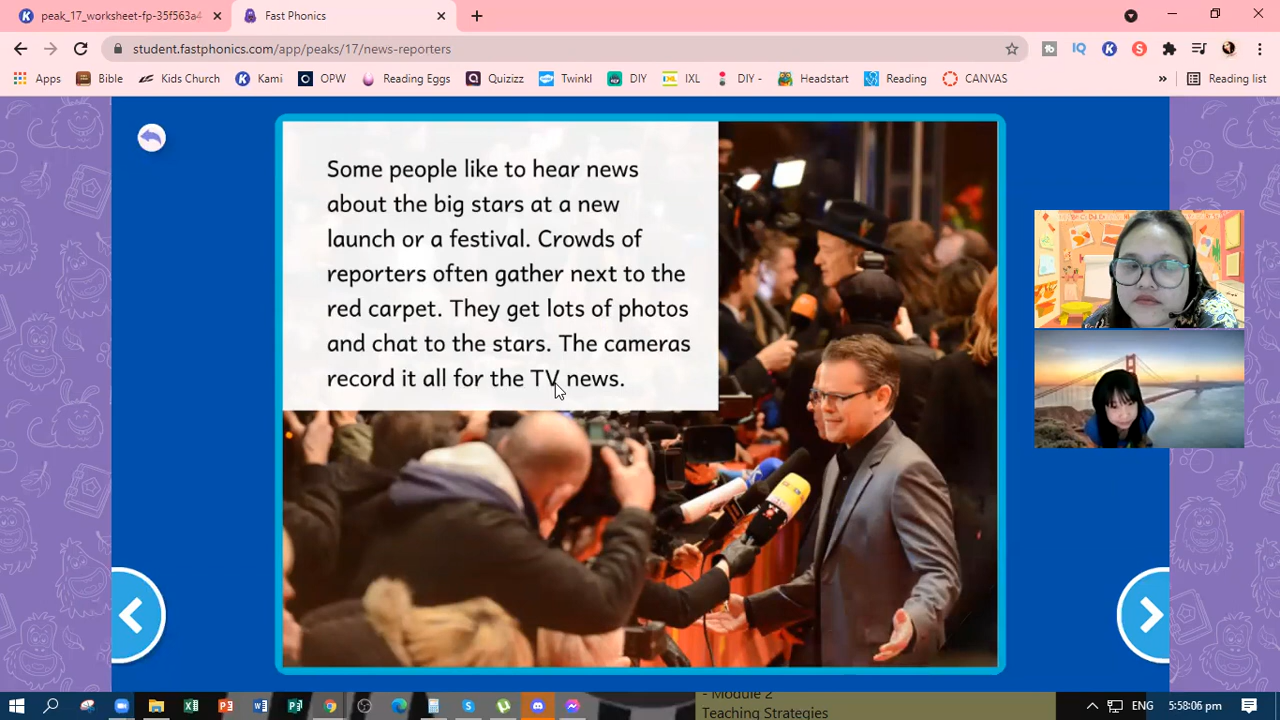 peak_17_worksheet-fp-35f563a4
Fast Phonics
student.fastphonics.com/app/peaks/17/news-reporters
Apps
Bible
Kids Church
Kami
OPW
Reading Eggs
Quizizz
Twinkl
DIY
IXL
DIY -
Headstart
Reading
CANVAS
Reading list
Some people like to hear news
about the big stars at a new
launch or a festival. Crowds of
reporters often gather next to the
red carpet. They get lots of photos
and chat to the stars. The cameras
record it all for the TV news.
- Module 2
Teaching Strategies
ENG
5:58:06 pm